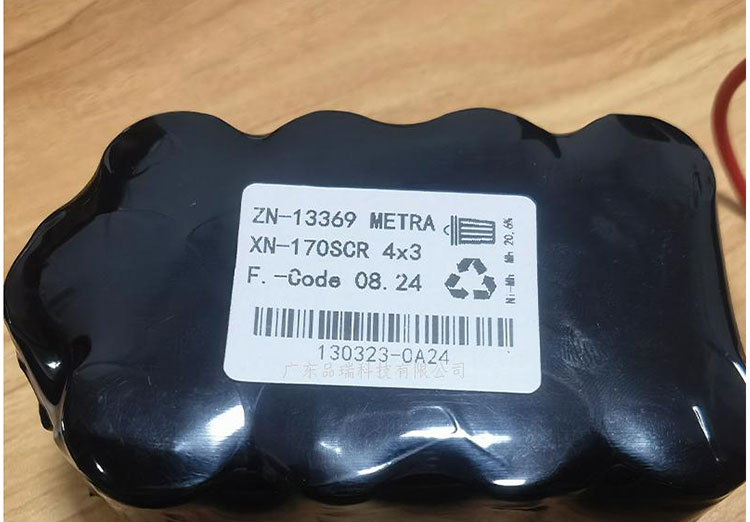 ZN-13369 METRA
XN-170SCR 4x3
F.-Code 08.24
Ni-Mh Mh 20.6%
130323-0A24
广东品瑞科技有限公司